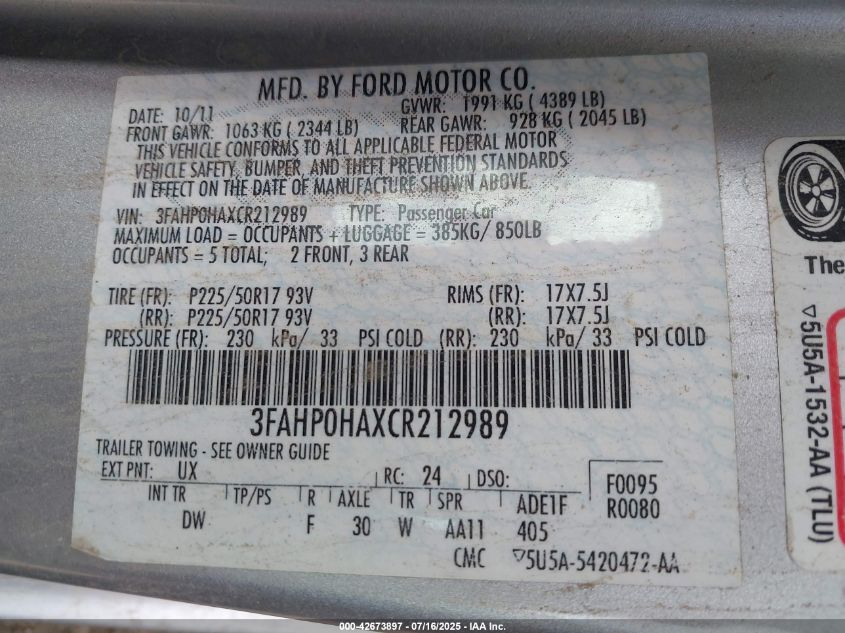 MFD. BY FORD MOTOR CO.
DATE: 10/11 GVWR: 1991 KG ( 4389 LB)
FRONT GAWR: 1063 KG ( 2344 LB) REAR GAWR: 928 KG ( 2045 LB)
THIS VEHICLE CONFORMS TO ALL APPLICABLE FEDERAL MOTOR
VEHICLE SAFETY, BUMPER, AND THEFT PREVENTION STANDARDS
IN EFFECT ON THE DATE OF MANUFACTURE SHOWN ABOVE.
VIN: 3FAHP0HAXCR212989 TYPE: Passenger Car
MAXIMUM LOAD = OCCUPANTS + LUGGAGE = 385KG/ 850LB
OCCUPANTS = 5 TOTAL; 2 FRONT, 3 REAR
TIRE (FR): P225/50R17 93V RIMS (FR): 17X7.5J
(RR): P225/50R17 93V (RR): 17X7.5J
PRESSURE (FR): 230 kPa/ 33 PSI COLD (RR): 230 kPa/ 33 PSI COLD
3FAHP0HAXCR212989
TRAILER TOWING - SEE OWNER GUIDE
EXT PNT: UX RC: 24 DSO: F0095
INT TR TP/PS R AXLE TR SPR ADE1F R0080
DW F 30 W AA11 405
CMC ▽5U5A-5420472-AA
The
▽5U5A-1532-AA (TLU)
000-42673897 - 07/16/2025 - IAA Inc.